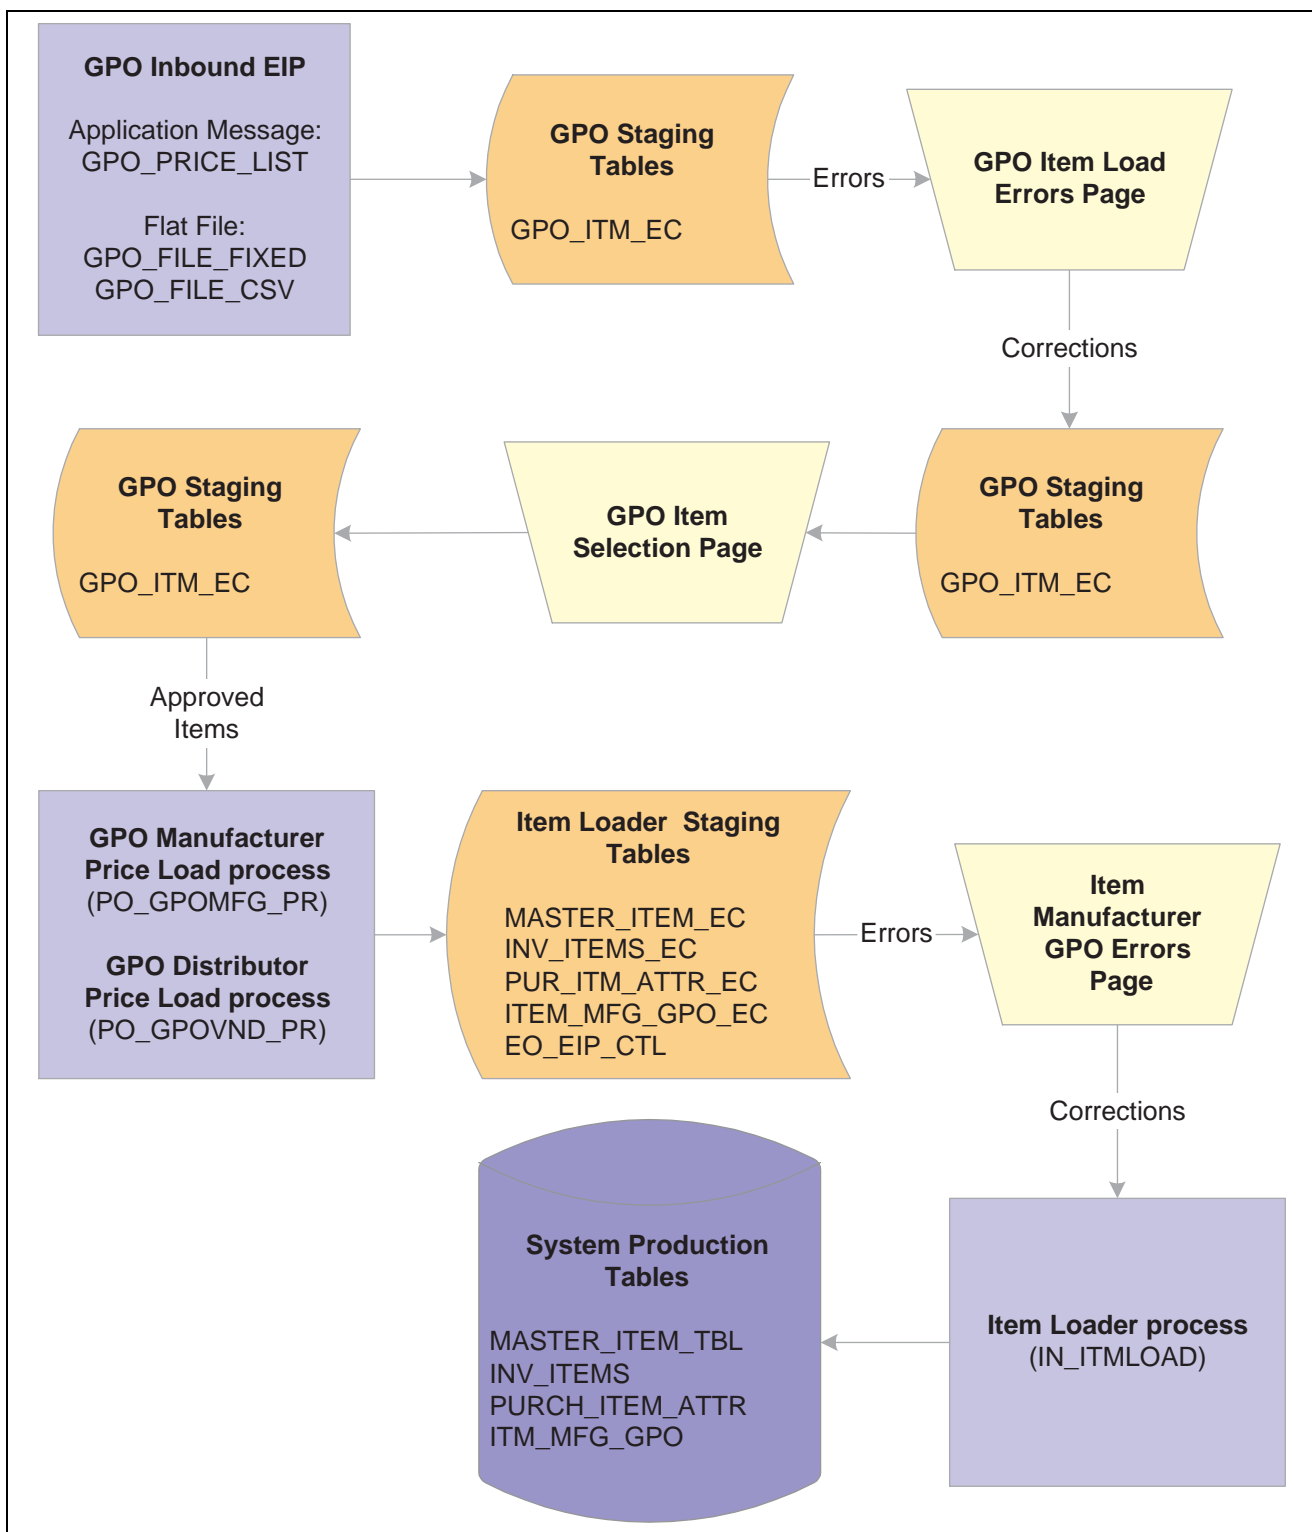 GPO Inbound EIP
Application Message:
GPO_PRICE_LIST
Flat File:
GPO_FILE_FIXED
GPO_FILE_CSV
GPO Staging
Tables
GPO_ITM_EC
Errors
GPO Item Load
Errors Page
Corrections
GPO Staging
Tables
GPO_ITM_EC
GPO Item
Selection Page
GPO Staging
Tables
GPO_ITM_EC
Approved
Items
GPO Manufacturer
Price Load process
(PO_GPOMFG_PR)
GPO Distributor
Price Load process
(PO_GPOVND_PR)
Item Loader  Staging
Tables
MASTER_ITEM_EC
INV_ITEMS_EC
PUR_ITM_ATTR_EC
ITEM_MFG_GPO_EC
EO_EIP_CTL
Errors
Item
Manufacturer
GPO Errors
Page
Corrections
Item Loader process
(IN_ITMLOAD)
System Production
Tables
MASTER_ITEM_TBL
INV_ITEMS
PURCH_ITEM_ATTR
ITM_MFG_GPO